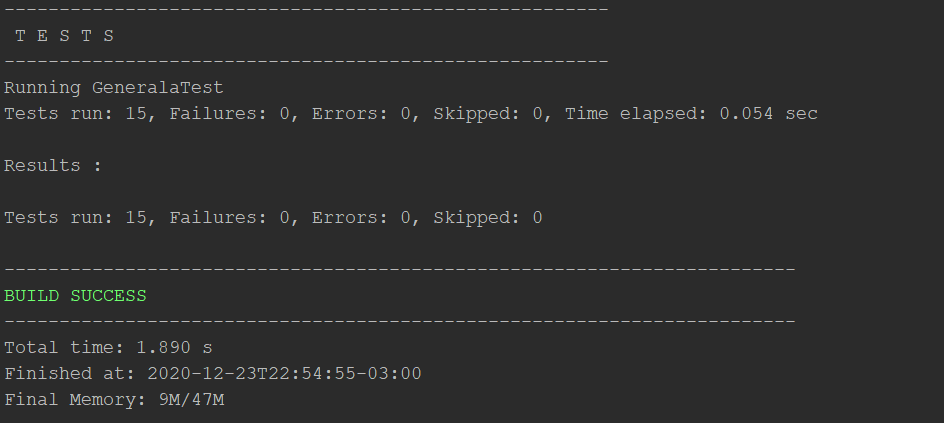 -------------------------------------------------------
T E S T S
-------------------------------------------------------
Running GeneralaTest
Tests run: 15, Failures: 0, Errors: 0, Skipped: 0, Time elapsed: 0.054 sec
Results :
Tests run: 15, Failures: 0, Errors: 0, Skipped: 0
------------------------------------------------------------------------
BUILD SUCCESS
------------------------------------------------------------------------
Total time: 1.890 s
Finished at: 2020-12-23T22:54:55-03:00
Final Memory: 9M/47M